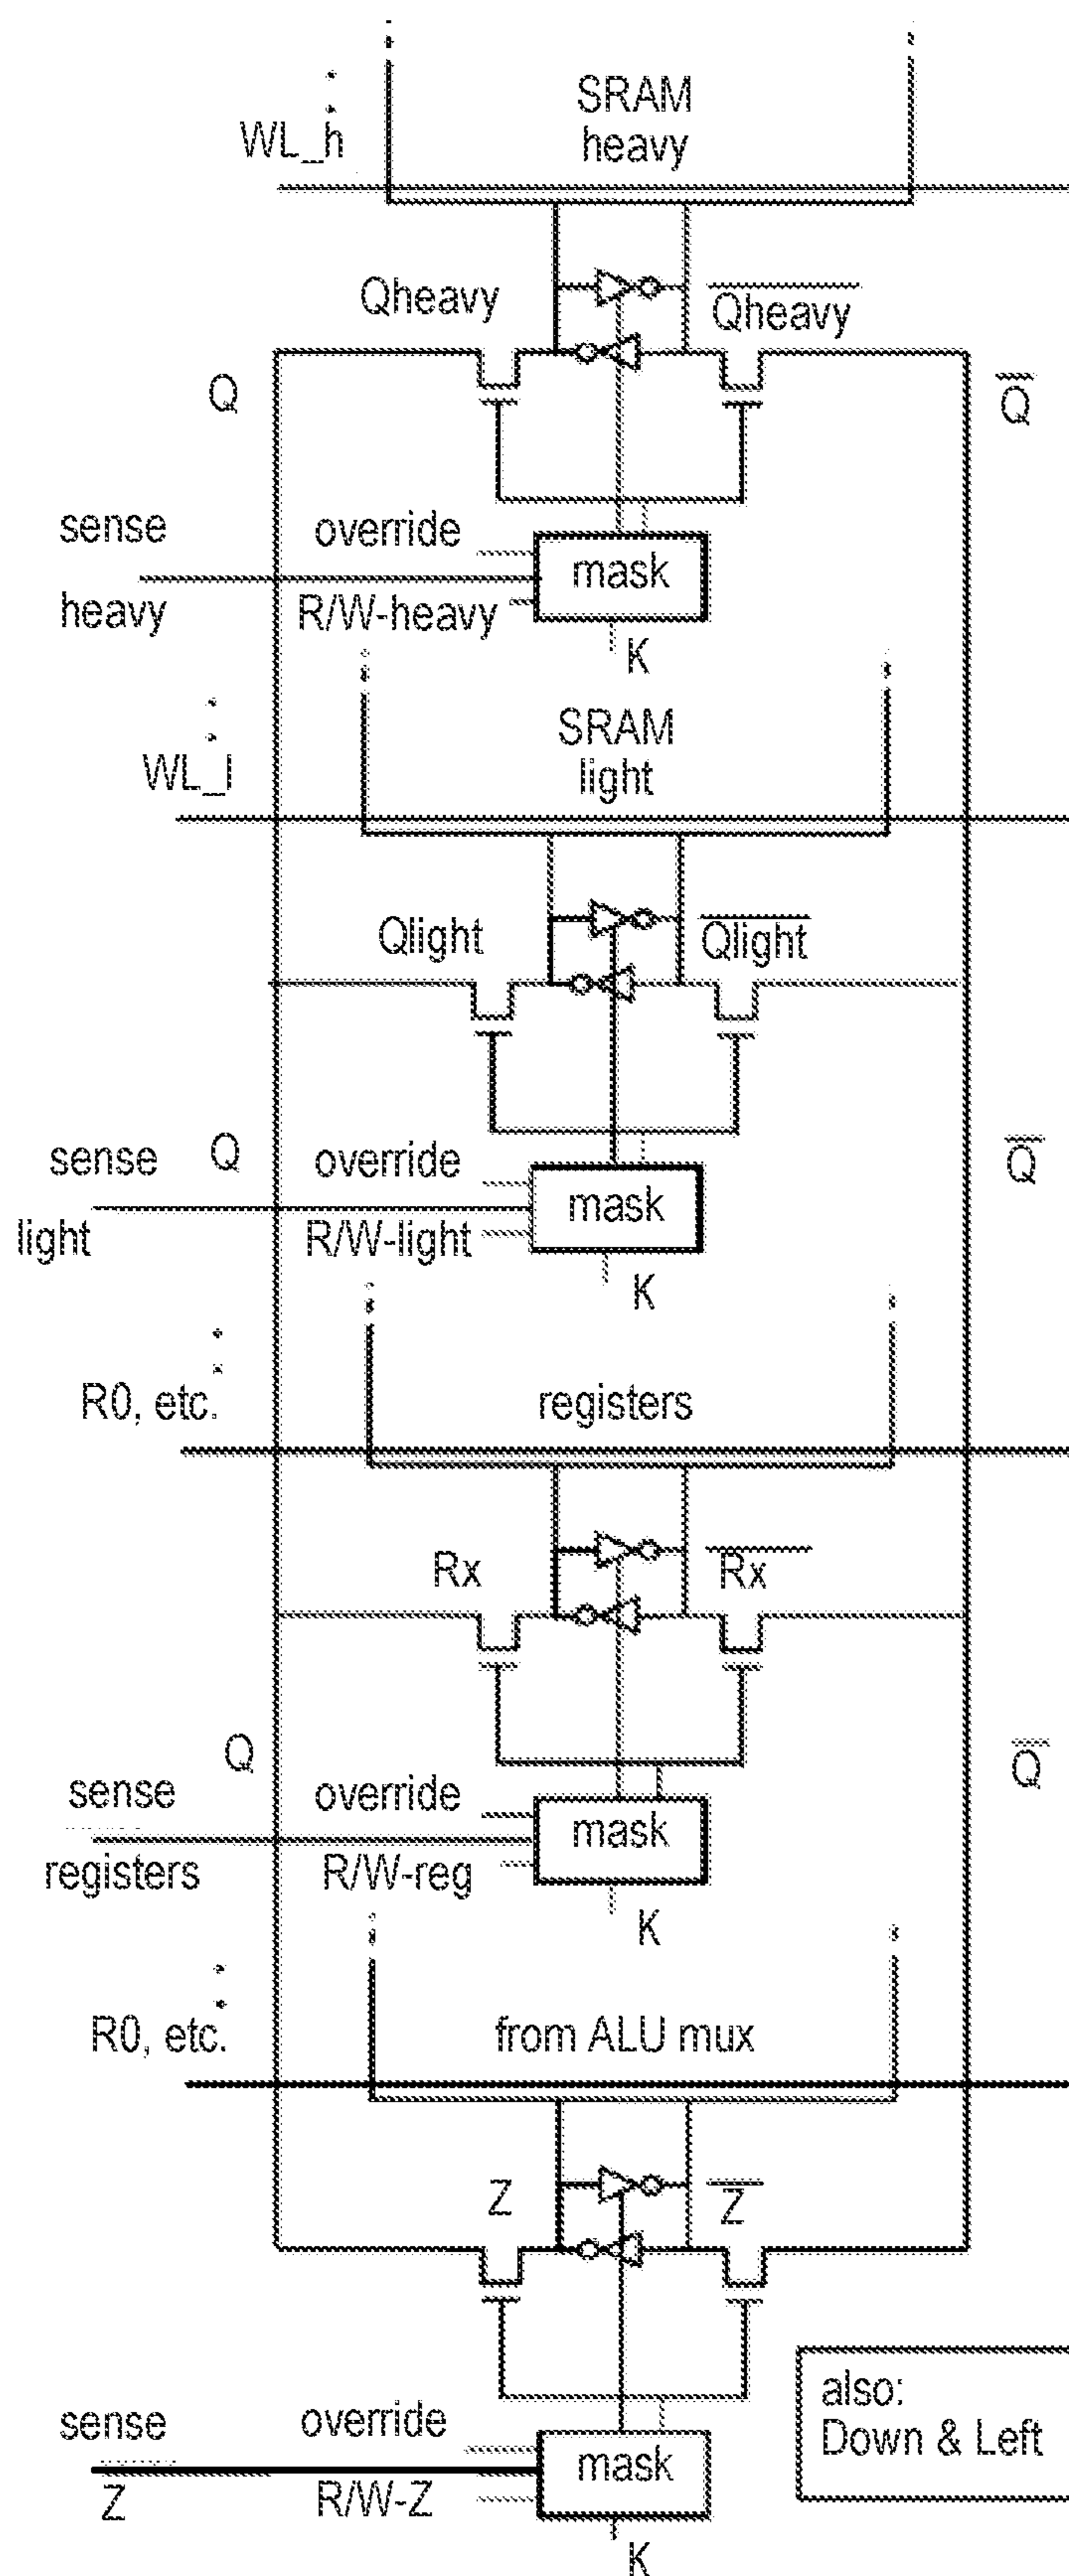 SRAM
heavy
WL_h
Qheavy
Qheavy
Q
Q
sense
heavy
override
R/W-heavy
mask
K
SRAM
light
WL_l
Qlight
Qlight
Q
Q
sense
light
override
R/W-light
mask
K
R0, etc.
registers
Rx
Rx
Q
Q
sense
registers
override
R/W-reg
mask
K
R0, etc.
from ALU mux
Z
Z
sense
Z
override
R/W-Z
mask
K
also:
Down & Left